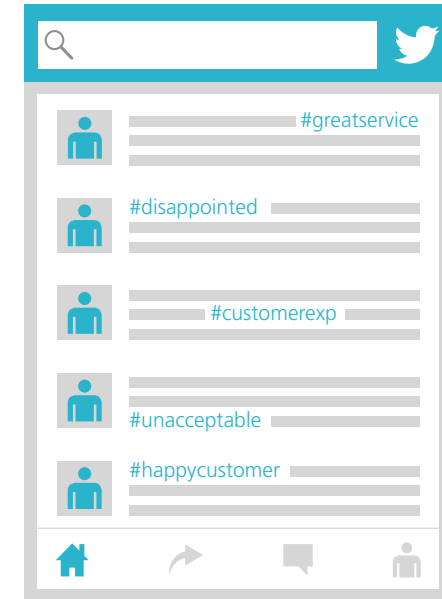 #greatservice
#disappointed
#customerexp
#unacceptable
#happycustomer